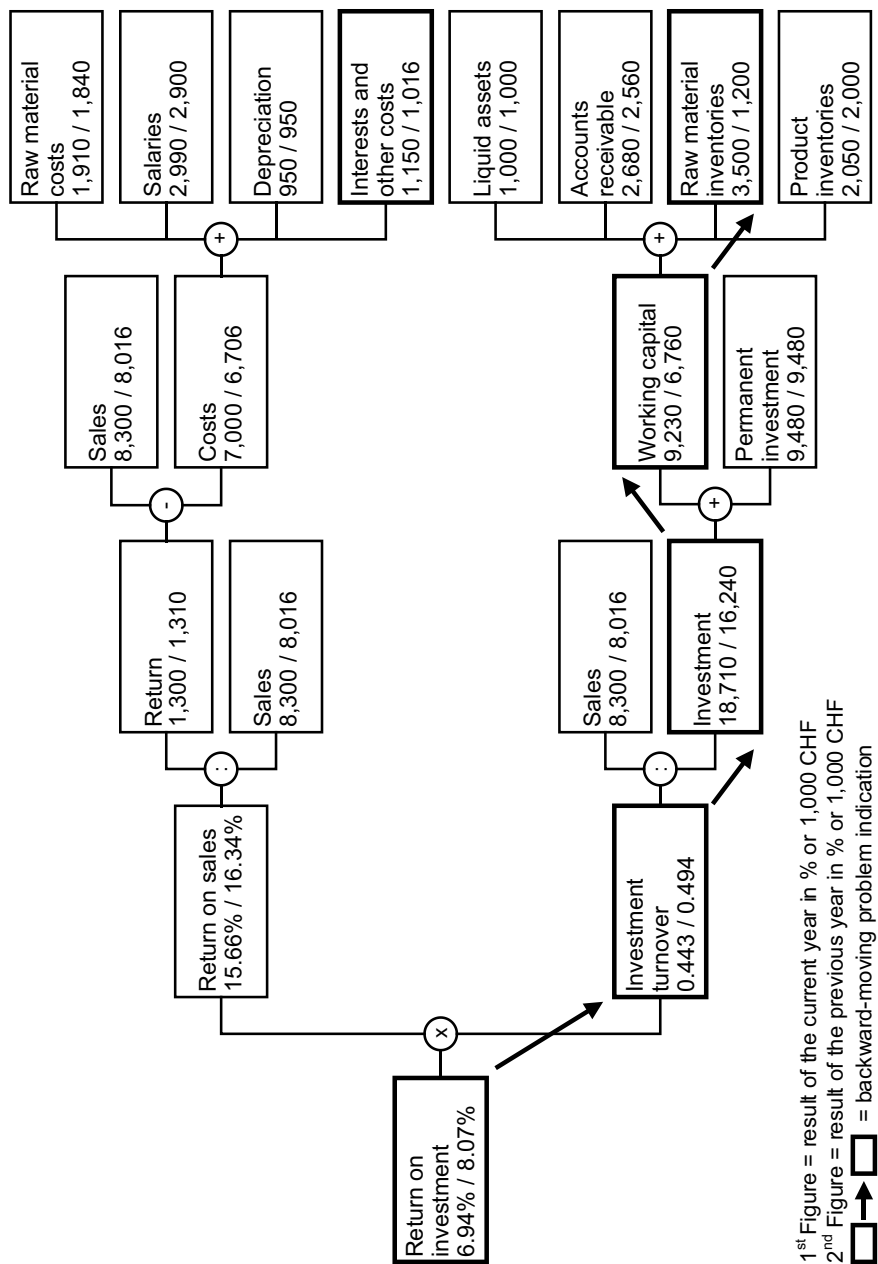 Return on
investment
6.94% / 8.07%
x
Return on sales
15.66% / 16.34%
Investment
turnover
0.443 / 0.494
:
Return
1,300 / 1,310
Sales
8,300 / 8,016
:
Sales
8,300 / 8,016
Investment
18,710 / 16,240
-
Sales
8,300 / 8,016
Costs
7,000 / 6,706
+
Working capital
9,230 / 6,760
Permanent
investment
9,480 / 9,480
+
Raw material
costs
1,910 / 1,840
Salaries
2,990 / 2,900
Depreciation
950 / 950
Interests and
other costs
1,150 / 1,016
+
Liquid assets
1,000 / 1,000
Accounts
receivable
2,680 / 2,560
Raw material
inventories
3,500 / 1,200
Product
inventories
2,050 / 2,000
1st Figure = result of the current year in % or 1,000 CHF
2nd Figure = result of the previous year in % or 1,000 CHF
= backward-moving problem indication